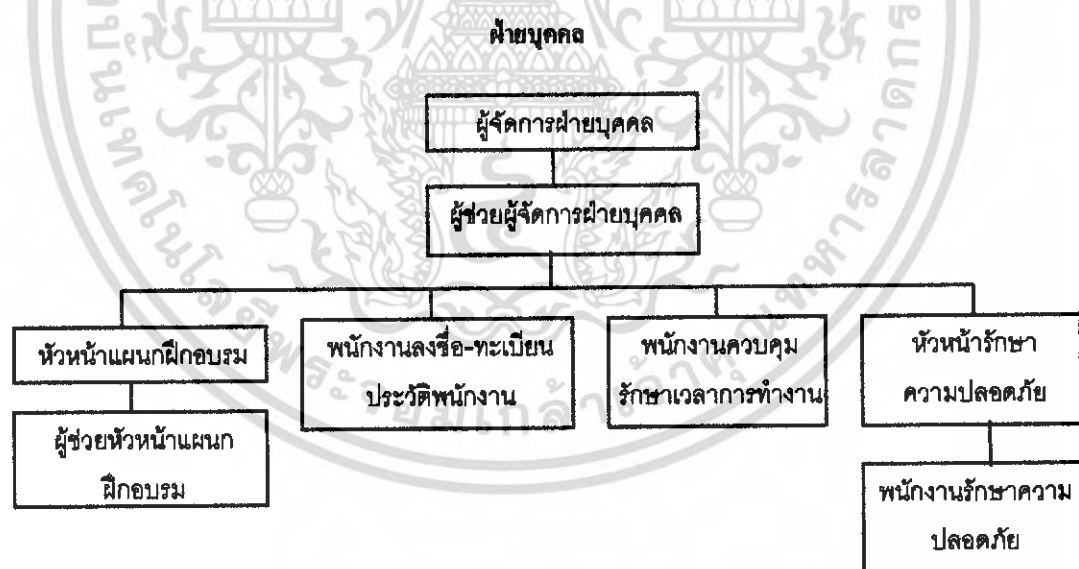 ฝ่ายบุคคล
ผู้จัดการฝ่ายบุคคล
ผู้ช่วยผู้จัดการฝ่ายบุคคล
หัวหน้าแผนกฝึกอบรม
ผู้ช่วยหัวหน้าแผนก
ฝึกอบรม
พนักงานลงชื่อ-ทะเบียน
ประวัติพนักงาน
พนักงานควบคุม
รักษาเวลาการทำงาน
หัวหน้ารักษา
ความปลอดภัย
พนักงานรักษาความ
ปลอดภัย